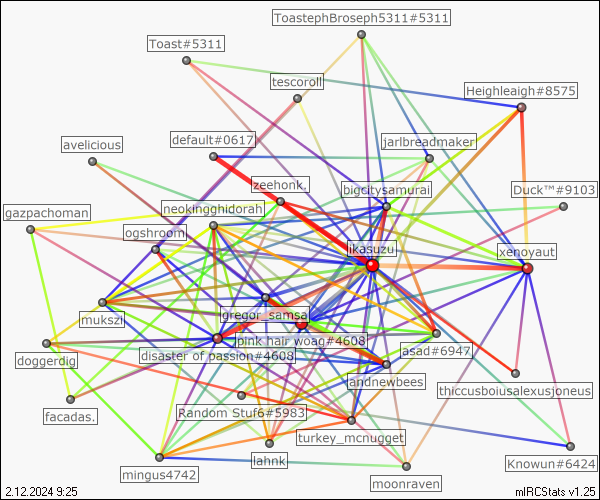 ToastephBroseph5311#5311
Toast#5311
tescoroll
Heighleaigh#8575
default#0617
jarlbreadmaker
avelicious
zeehonk.
bigcitysamurai
Duck™#9103
gazpachoman
neokingghidorah
ogshroom
likasuzu
xenoyaut
mukszi
gregor_samsa
pink hair woag#4608
asad#6947
disaster of passion#4608
doggerdig
andnewbees
thiccusboiusalexusjoneus
facadas.
Random Stuf6#5983
turkey_mcnugget
lahnk
Knowun#6424
mingus4742
moonraven
2.12.2024 9:25
mIRCStats v1.25